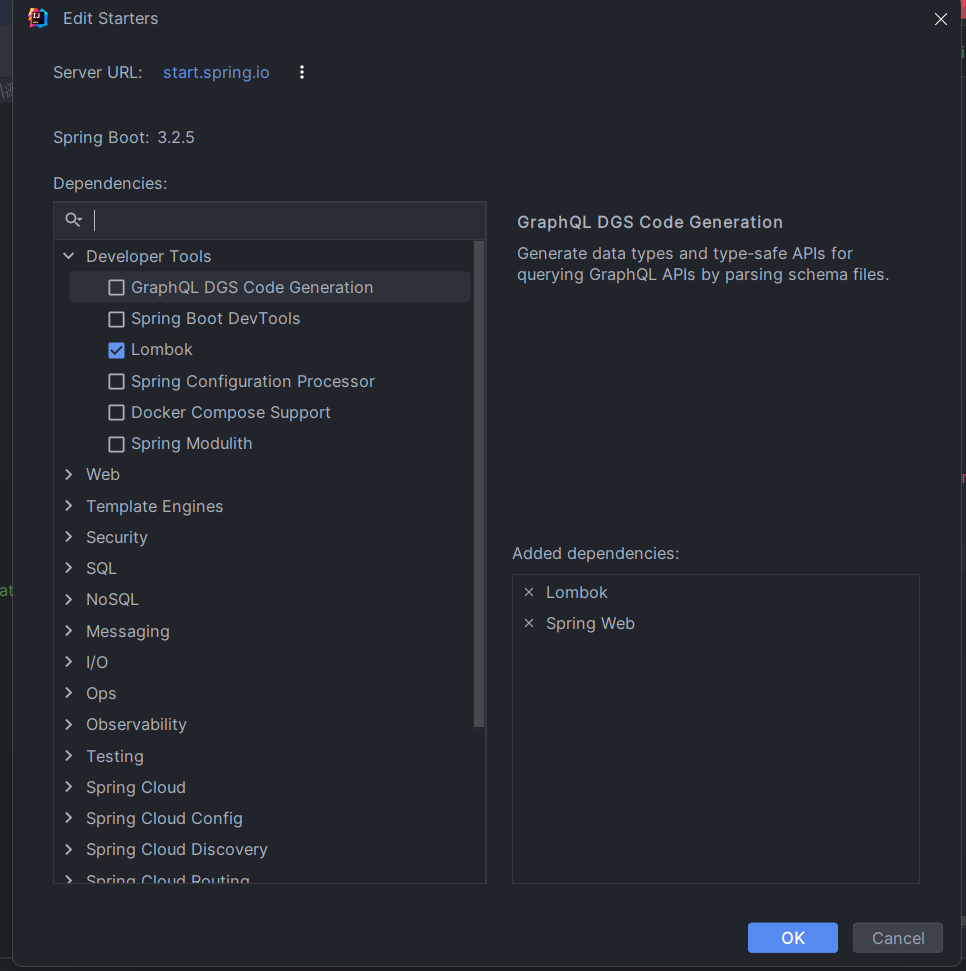 Edit Starters
Server URL: start.spring.io
Spring Boot: 3.2.5
Dependencies:
Developer Tools
GraphQL DGS Code Generation
Spring Boot DevTools
Lombok
Spring Configuration Processor
Docker Compose Support
Spring Modulith
Web
Template Engines
Security
SQL
NoSQL
Messaging
I/O
Ops
Observability
Testing
Spring Cloud
Spring Cloud Config
Spring Cloud Discovery
Spring Cloud Routing
GraphQL DGS Code Generation
Generate data types and type-safe APIs for
querying GraphQL APIs by parsing schema files.
Added dependencies:
Lombok
Spring Web
OK
Cancel
at